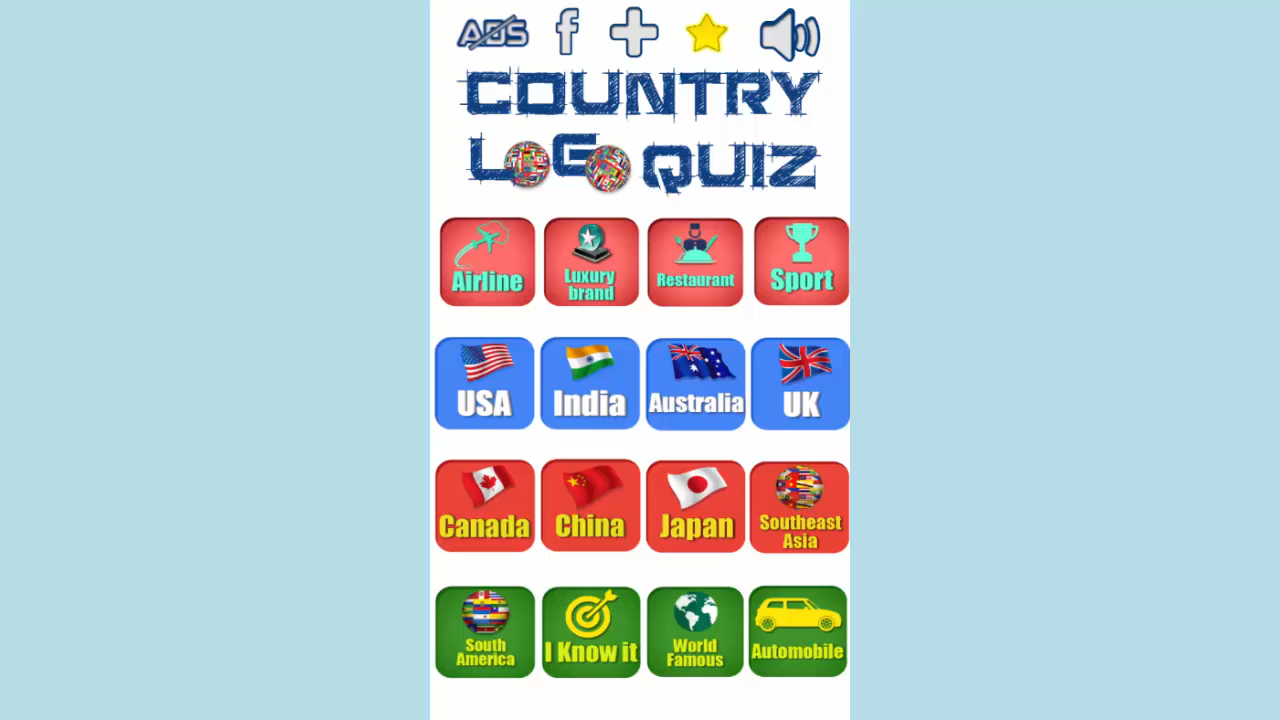 ADS f
COUNTRY
LOGO QUIZ
Airline Luxury brand Restaurant Sport
USA India Australia UK
Canada China Japan Southeast Asia
South America I Know it World Famous Automobile